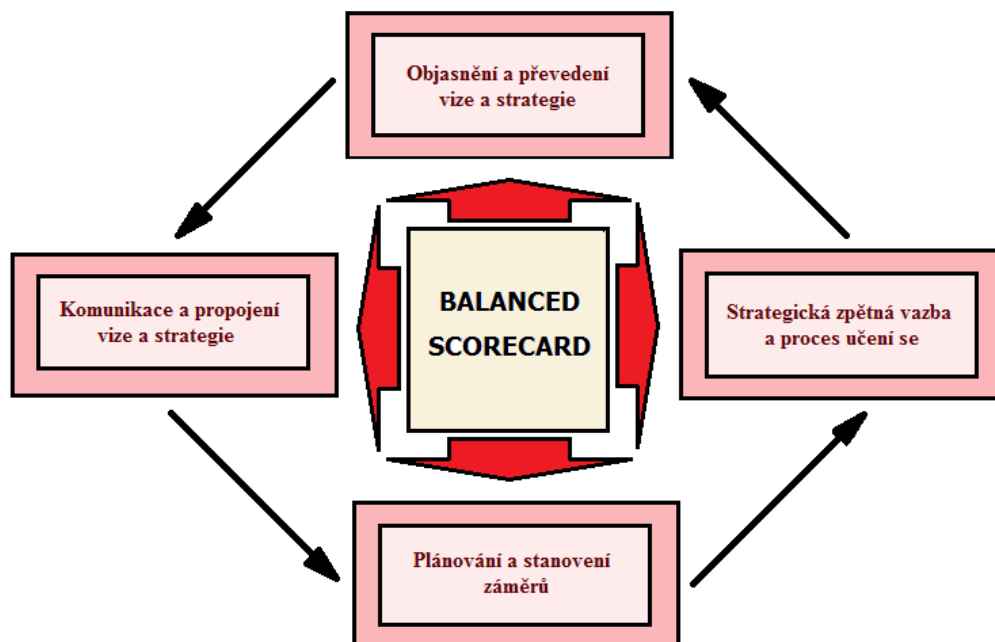 Objasnění a převedení
vize a strategie
Komunikace a propojení
vize a strategie
BALANCED
SCORECARD
Strategická zpětná vazba
a proces učení se
Plánování a stanovení
záměrů